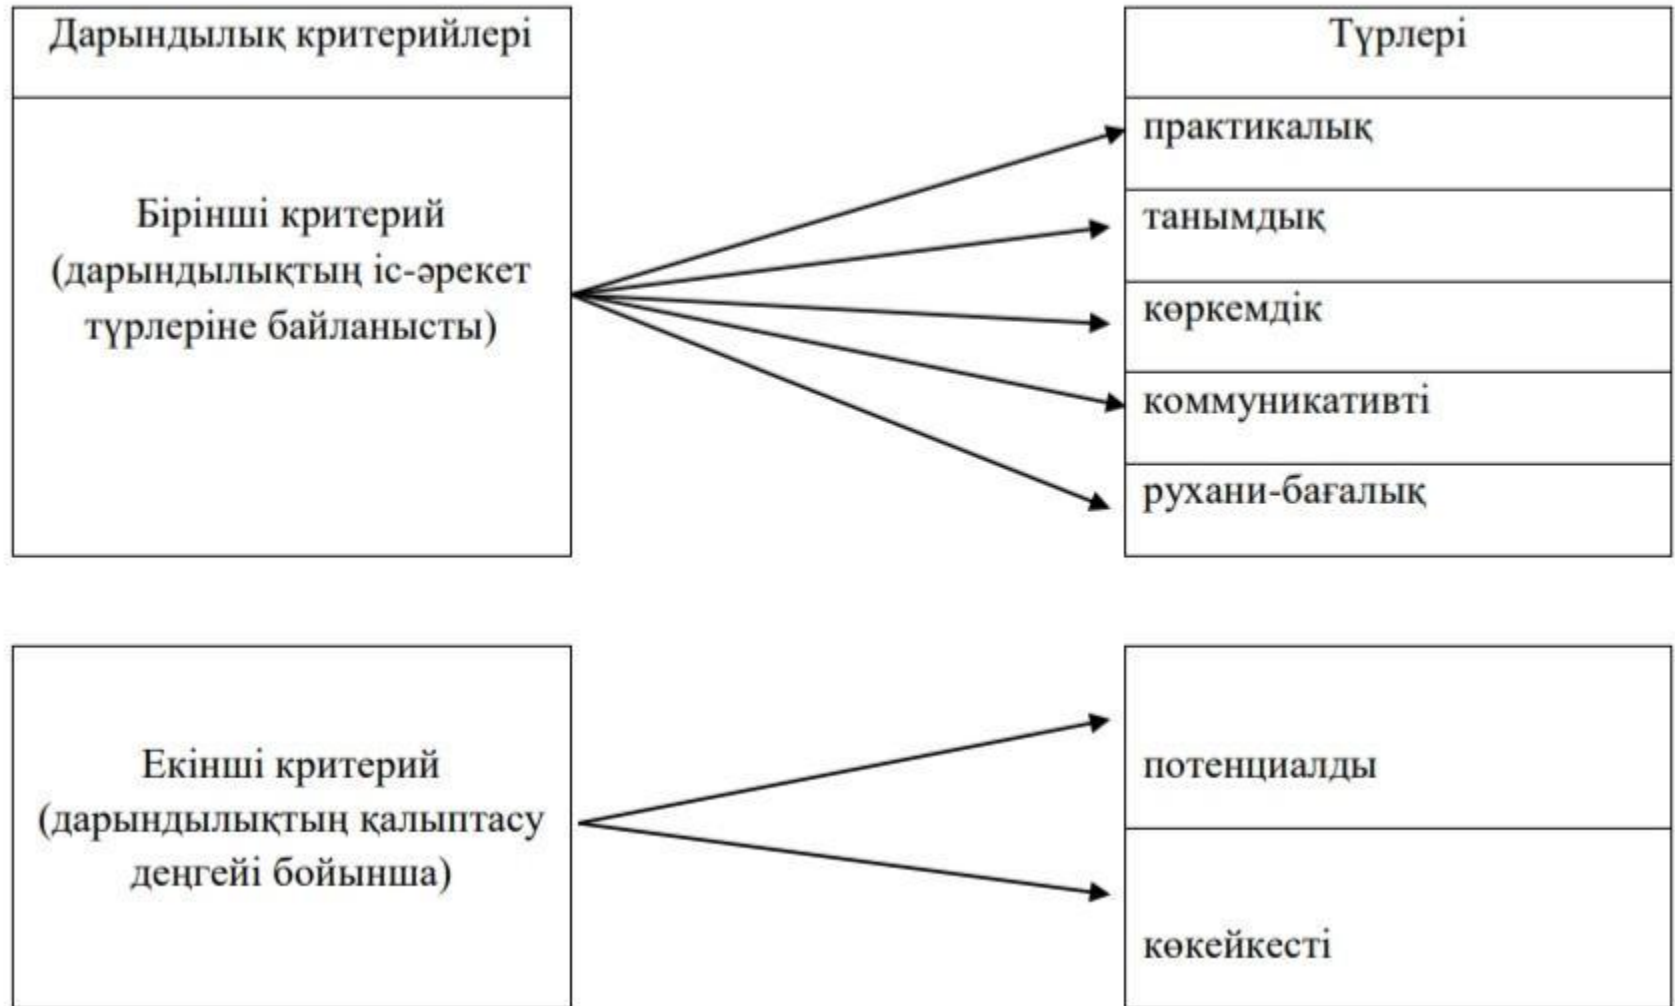 Дарындылық критерийлері
Түрлері
Бірінші критерий
(дарындылықтың іс-әрекет
түрлеріне байланысты)
практикалық
танымдық
көркемдік
коммуникативті
рухани-бағалық
Екінші критерий
(дарындылықтың қалыптасу
деңгейі бойынша)
потенциалды
көкейкесті